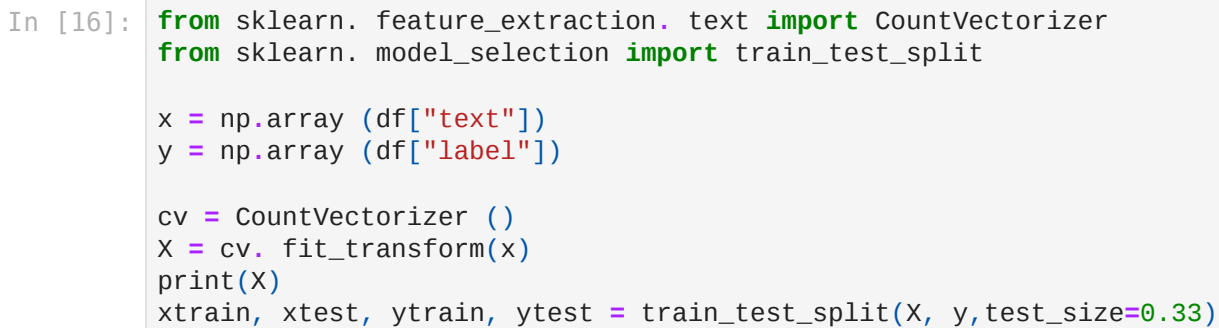 In [16]: from sklearn. feature_extraction. text import CountVectorizer
from sklearn. model_selection import train_test_split
x = np.array (df["text"])
y = np.array (df["label"])
cv = CountVectorizer ()
X = cv. fit_transform(x)
print(X)
xtrain, xtest, ytrain, ytest = train_test_split(X, y,test_size=0.33)